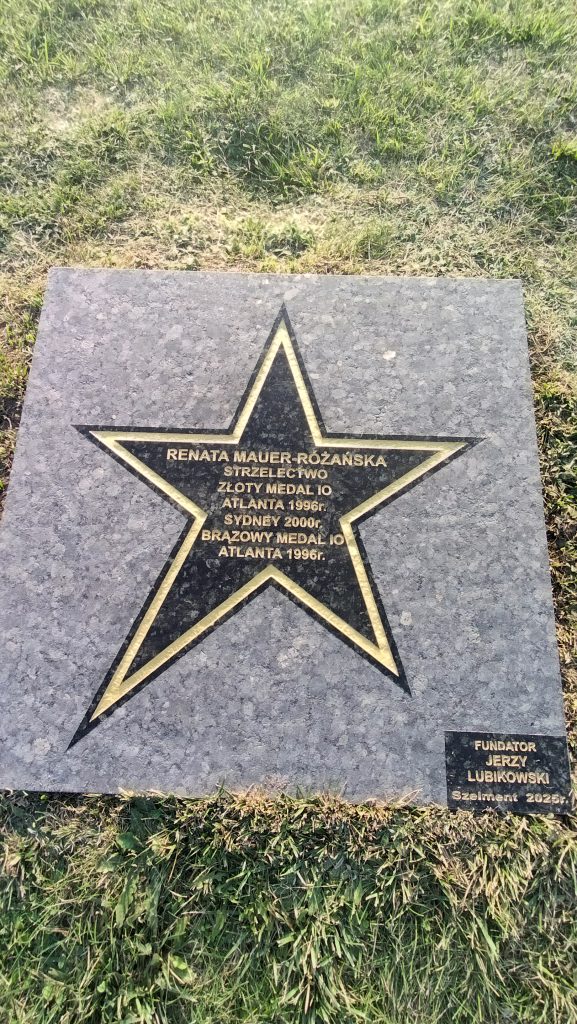 RENATA MAUER-RÓŻAŃSKA
STRZELECTWO
ZŁOTY MEDAL IO
ATLANTA 1996r.
SYDNEY 2000r.
BRĄZOWY MEDAL IO
ATLANTA 1996r.
FUNDATOR
JERZY
LUBIKOWSKI
Szelment 2025r.